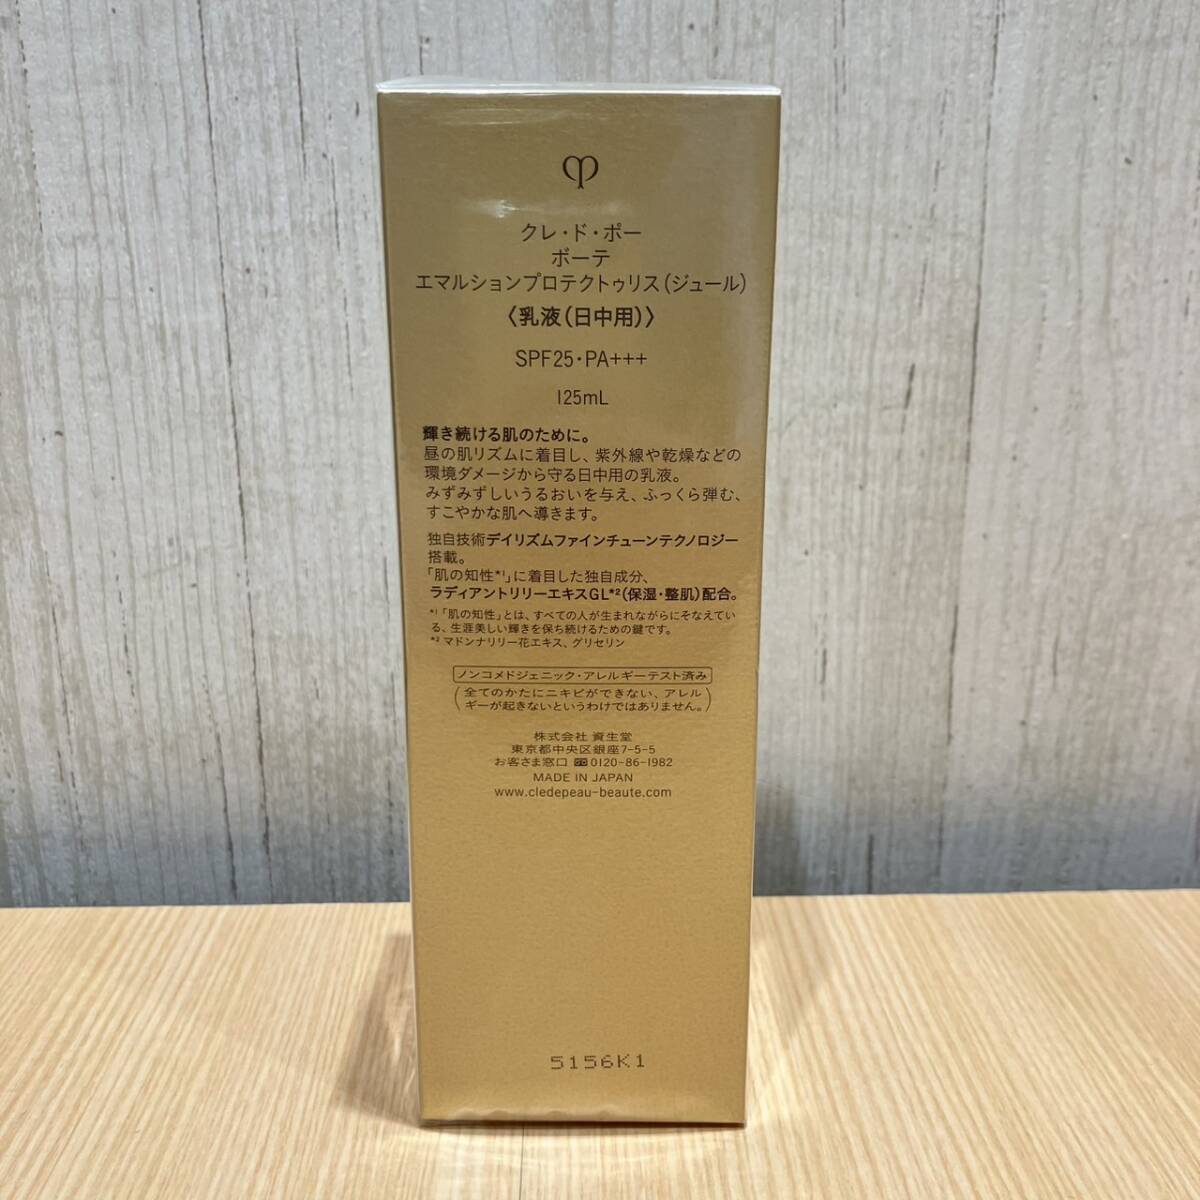 クレ・ド・ポー
ボーテ
エマルションプロテクトゥリス(ジュール)
〈乳液(日中用)〉
SPF25・PA+++
125mL
輝き続ける肌のために。
昼の肌リズムに着目し、紫外線や乾燥などの
環境ダメージから守る日中用の乳液。
みずみずしいうるおいを与え、ふっくら弾む、
すこやかな肌へ導きます。
独自技術デイリズムファインチューンテクノロジー
搭載。
「肌の知性*1」に着目した独自成分、
ラディアントリリーエキスGL*2(保湿・整肌)配合。
*1「肌の知性」とは、すべての人が生まれながらにそなえてい
る、生涯美しい輝きを保ち続けるための鍵です。
*2 マドンナリリー花エキス、グリセリン
ノンコメドジェニック・アレルギーテスト済み
(全てのかたにニキビができない、アレル
ギーが起きないというわけではありません。)
株式会社 資生堂
東京都中央区銀座7-5-5
お客さま窓口 0120-86-1982
MADE IN JAPAN
www.cledepeau-beaute.com
5156K1